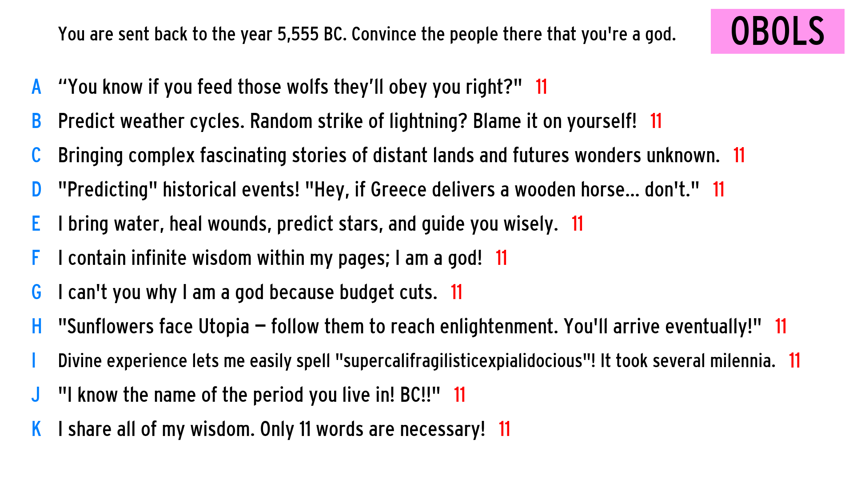 You are sent back to the year 5,555 BC. Convince the people there that you're a god.
OBOLS
A “You know if you feed those wolfs they’ll obey you right?" 11
B Predict weather cycles. Random strike of lightning? Blame it on yourself! 11
C Bringing complex fascinating stories of distant lands and futures wonders unknown. 11
D "Predicting" historical events! "Hey, if Greece delivers a wooden horse... don't." 11
E I bring water, heal wounds, predict stars, and guide you wisely. 11
F I contain infinite wisdom within my pages; I am a god! 11
G I can't you why I am a god because budget cuts. 11
H "Sunflowers face Utopia – follow them to reach enlightenment. You'll arrive eventually!" 11
I Divine experience lets me easily spell "supercalifragilisticexpialidocious"! It took several milennia. 11
J "I know the name of the period you live in! BC!!" 11
K I share all of my wisdom. Only 11 words are necessary! 11